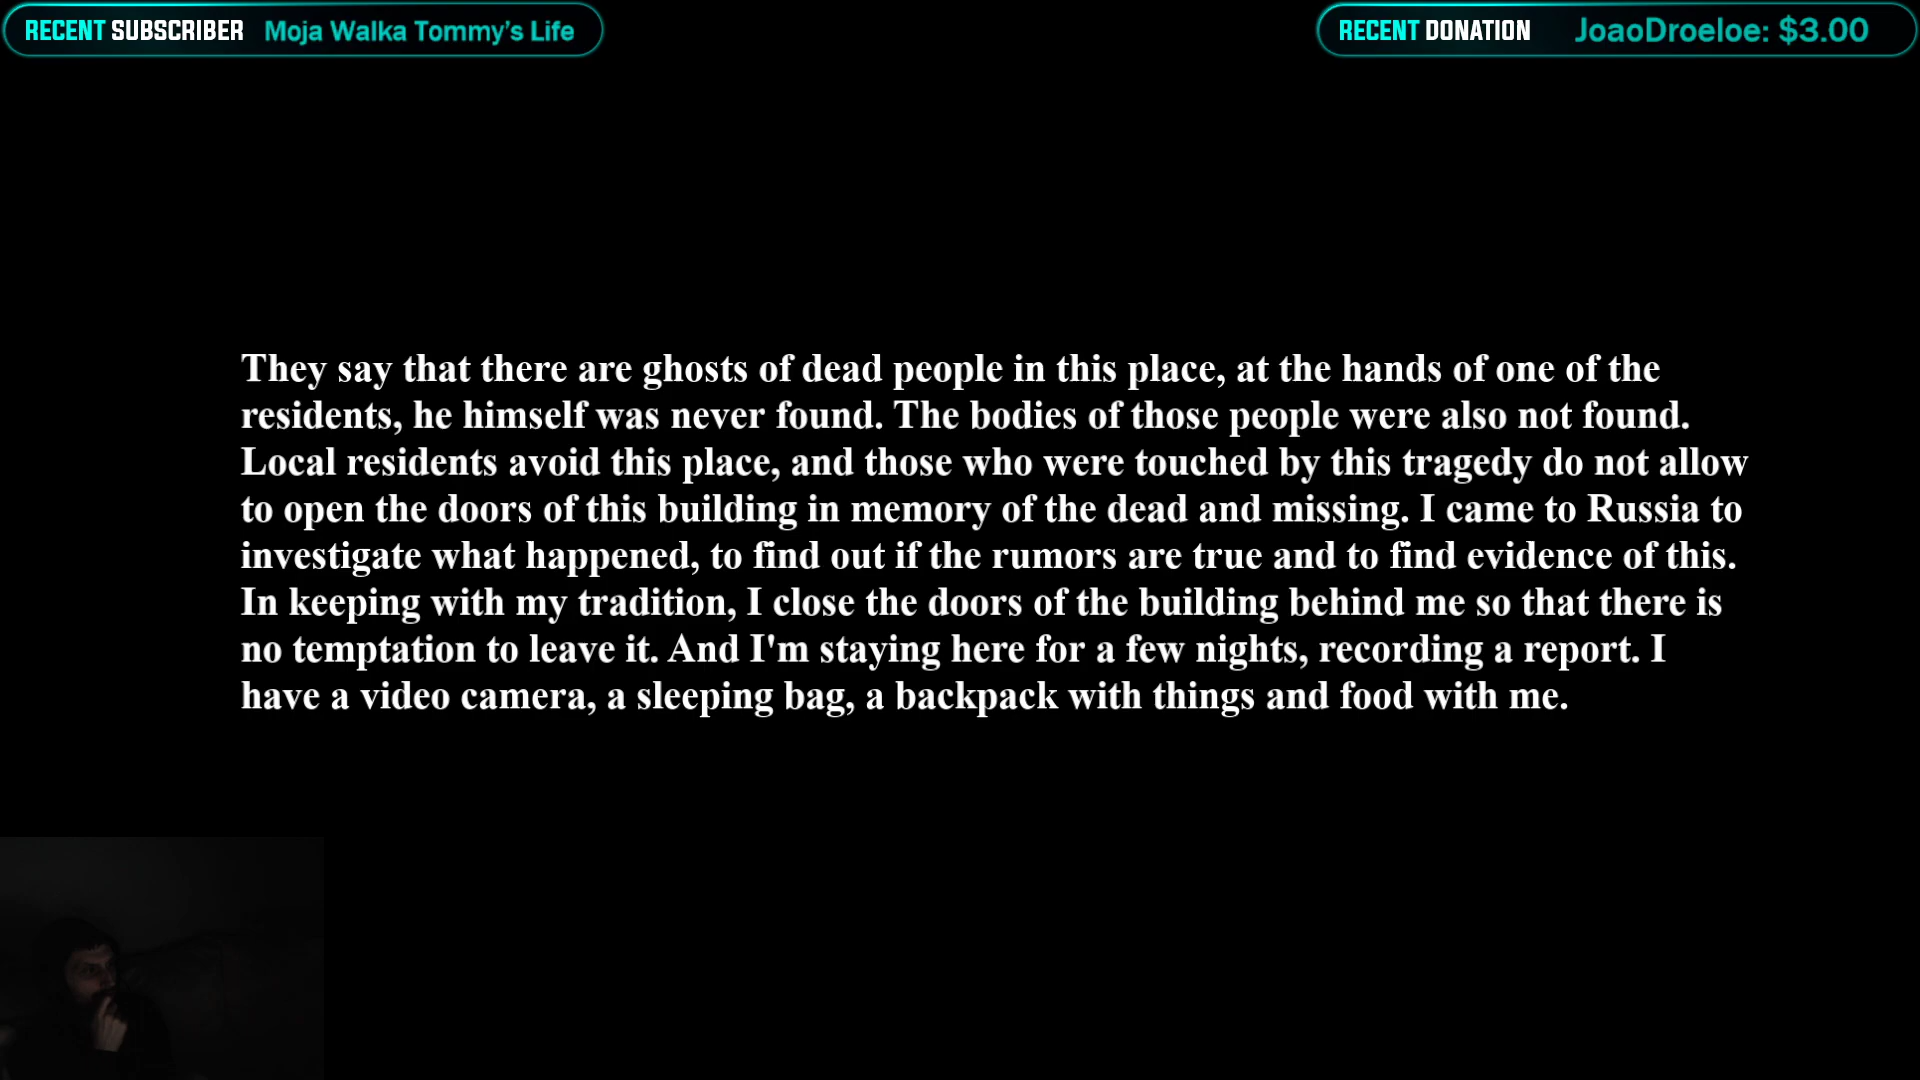 RECENT SUBSCRIBER Moja Walka Tommy's Life
RECENT DONATION JoaoDroeloe: $3.00
They say that there are ghosts of dead people in this place, at the hands of one of the
residents, he himself was never found. The bodies of those people were also not found.
Local residents avoid this place, and those who were touched by this tragedy do not allow
to open the doors of this building in memory of the dead and missing. I came to Russia to
investigate what happened, to find out if the rumors are true and to find evidence of this.
In keeping with my tradition, I close the doors of the building behind me so that there is
no temptation to leave it. And I'm staying here for a few nights, recording a report. I
have a video camera, a sleeping bag, a backpack with things and food with me.